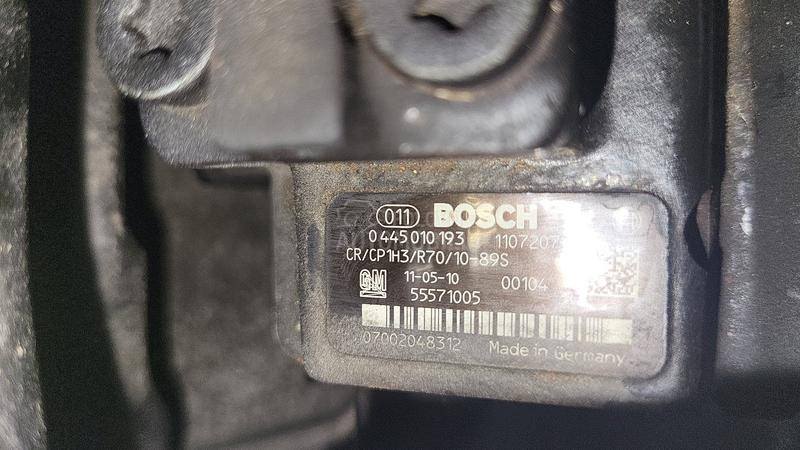 011 BOSCH
0 445 010 193 1107207
CR/CP1H3/R70/10-89S
GM 11-05-10 00104
55571005
07002048312 Made in Germany